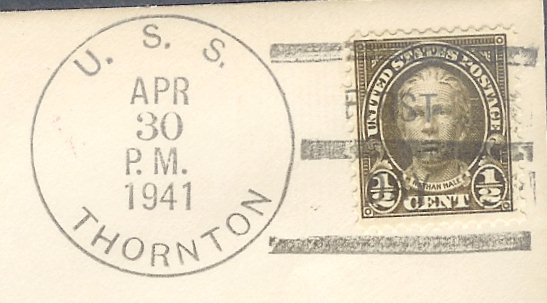 U. S. S.
APR
30
P. M.
1941
THORNTON
UNITED STATES POSTAGE
NATHAN HALE
1/2 CENT 1/2